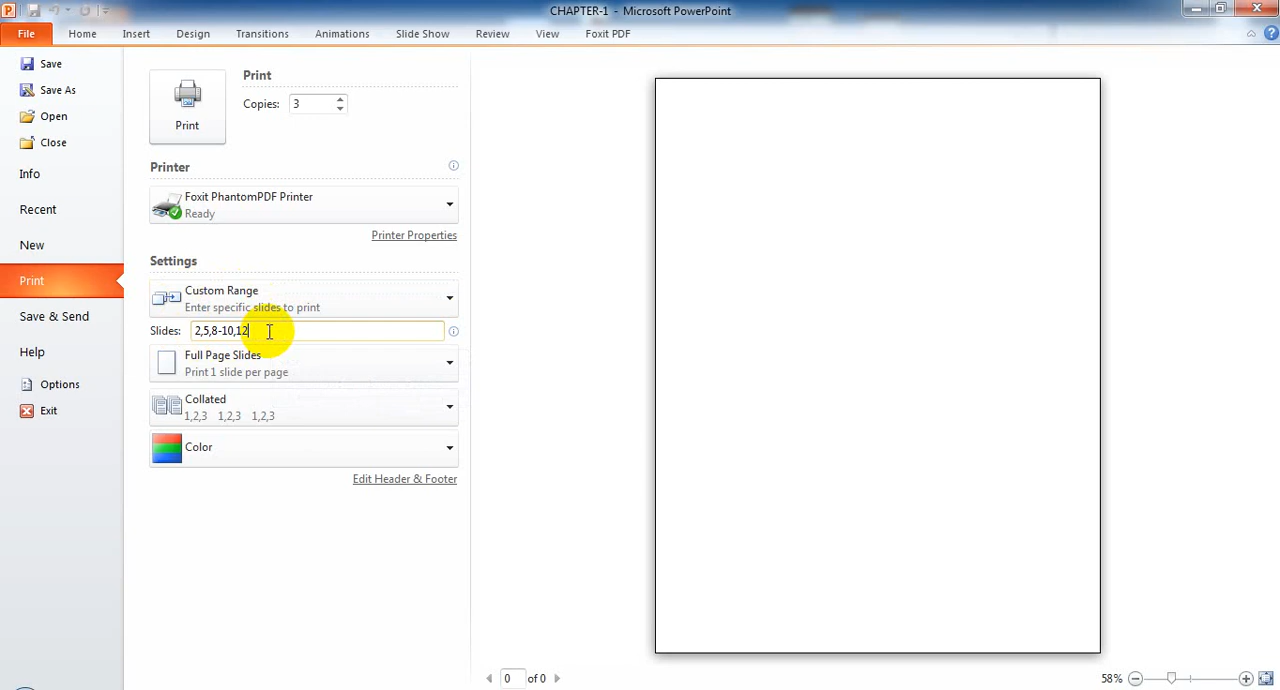 CHAPTER-1 - Microsoft PowerPoint
File Home Insert Design Transitions Animations Slide Show Review View Foxit PDF
Save
Save As
Open
Close
Info
Recent
New
Print
Save & Send
Help
Options
Exit
Print
Print
Copies: 3
Printer
Foxit PhantomPDF Printer
Ready
Printer Properties
Settings
Custom Range
Enter specific slides to print
Slides: 2,5,8-10,12
Full Page Slides
Print 1 slide per page
Collated
1,2,3 1,2,3 1,2,3
Color
Edit Header & Footer
0 of 0
58%